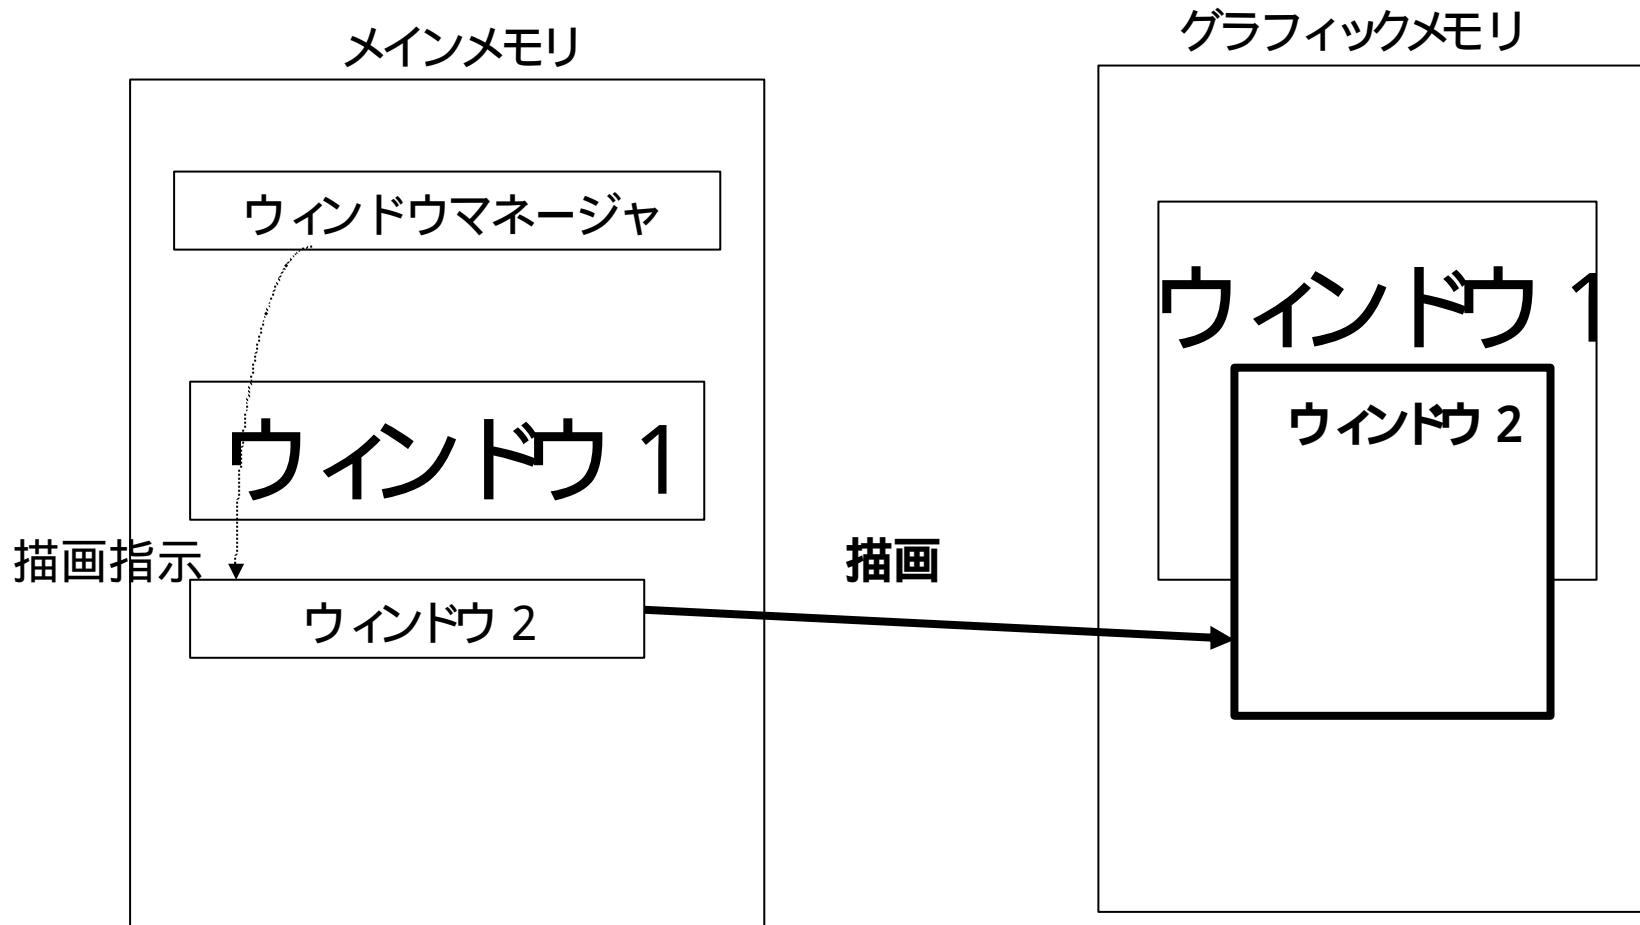 メインメモリ
グラフィックメモリ
ウィンドウマネージャ
ウィンドウ 1
ウィンドウ 1
ウィンドウ 2
描画指示
描画
ウィンドウ 2